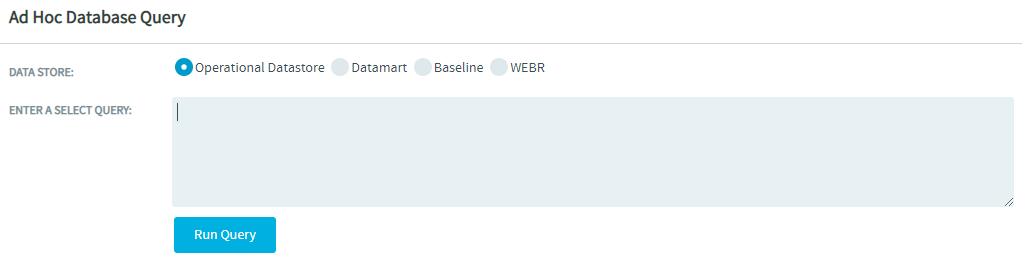 Ad Hoc Database Query
DATA STORE: Operational Datastore Datamart Baseline WEBR
ENTER A SELECT QUERY:
Run Query